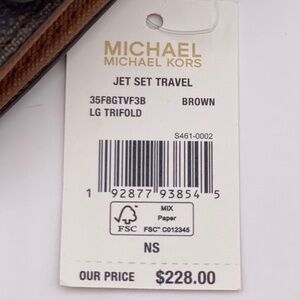 MICHAEL
MICHAEL KORS
JET SET TRAVEL
35F8GTVF3B BROWN
LG TRIFOLD
S461-0002
1 92877 93854 5
FSC
MIX
Paper
FSC® C012345
NS
OUR PRICE $228.00